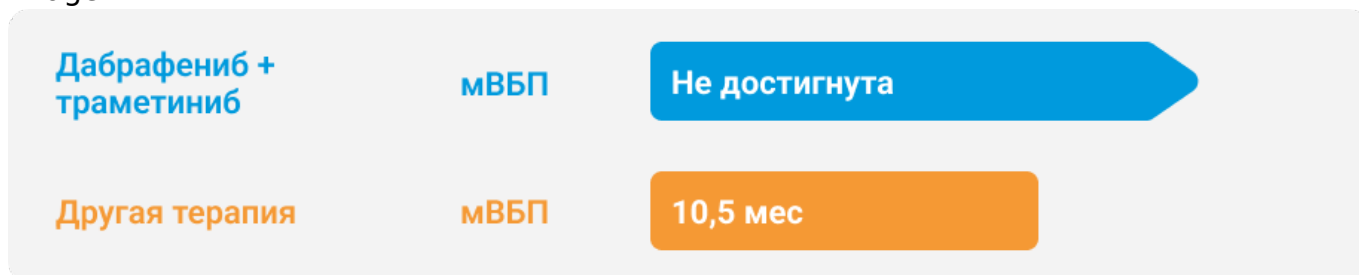 Дабрафениб +
траметиниб
мВБП
Не достигнута
Другая терапия
мВБП
10,5 мес